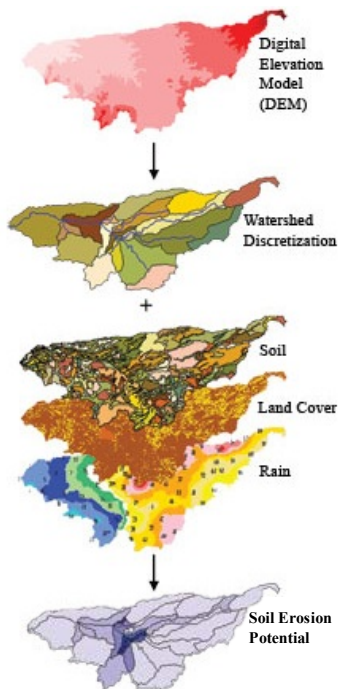 Digital
Elevation
Model
(DEM)
Watershed
Discretization
+
Soil
Land Cover
Rain
Soil Erosion
Potential